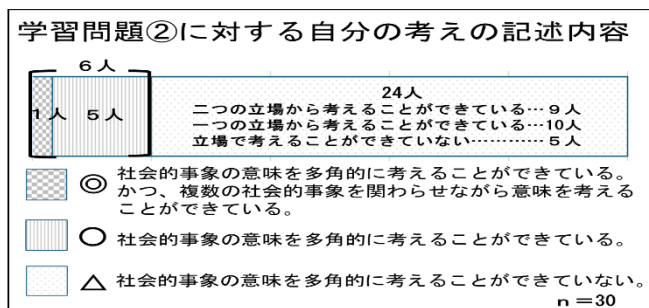 学習問題②に対する自分の考えの記述内容
6人
1人
5人
24人
二つの立場から考えることができている…9人
一つの立場から考えることができている…10人
立場で考えることができていない…………5人
◎ 社会的事象の意味を多角的に考えることができている。
かつ、複数の社会的事象を関わらせながら意味を考える
ことができている。
○ 社会的事象の意味を多角的に考えることができている。
△ 社会的事象の意味を多角的に考えることができていない。
n=30